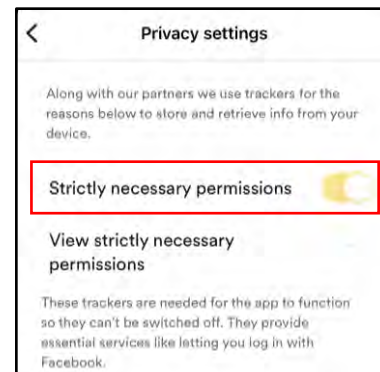 Privacy settings
Along with our partners we use trackers for the
reasons below to store and retrieve info from your
device.
Strictly necessary permissions
View strictly necessary
permissions
These trackers are needed for the app to function
so they can't be switched off. They provide
essential services like letting you log in with
Facebook.